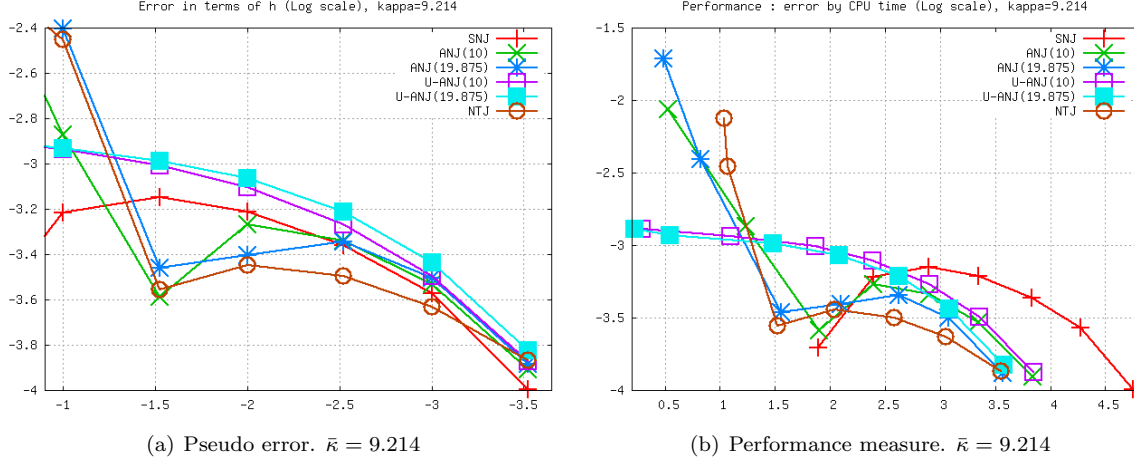 Error in terms of h (Log scale), kappa=9.214
SNJ
ANJ(10)
ANJ(19.875)
U-ANJ(10)
U-ANJ(19.875)
NTJ
-2.4
-2.6
-2.8
-3
-3.2
-3.4
-3.6
-3.8
-4
-1
-1.5
-2
-2.5
-3
-3.5
(a) Pseudo error. κ̄ = 9.214
Performance : error by CPU time (Log scale), kappa=9.214
SNJ
ANJ(10)
ANJ(19.875)
U-ANJ(10)
U-ANJ(19.875)
NTJ
-1.5
-2
-2.5
-3
-3.5
-4
0.5
1
1.5
2
2.5
3
3.5
4
4.5
(b) Performance measure. κ̄ = 9.214